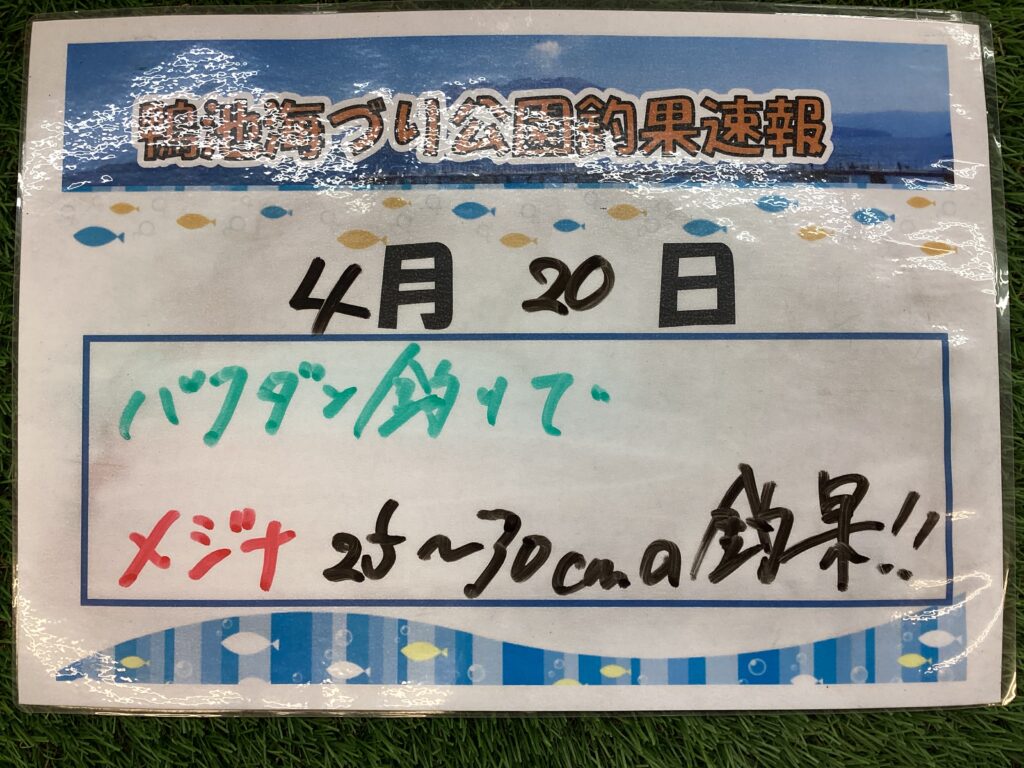 鴨池海づり公園釣果速報
4月 20日
バクダン釣りで
メジナ 25~30cmの釣果!!